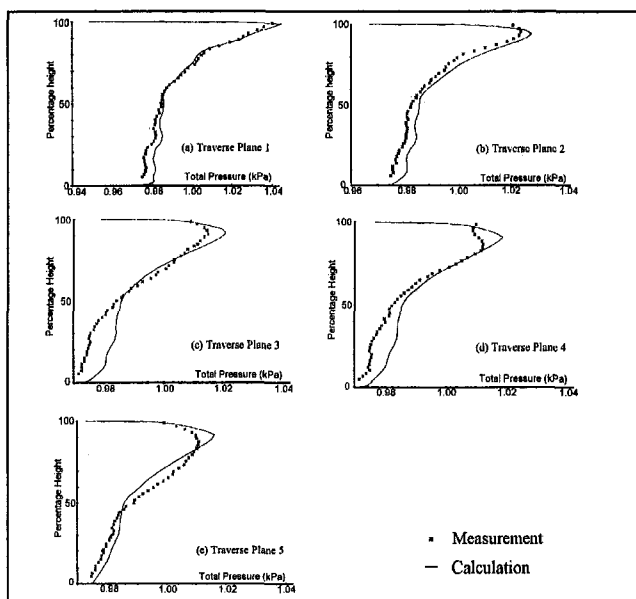 100
Percentage height
50
0
(a) Traverse Plane 1
Total Pressure (kPa)
0.94 0.96 0.98 1.00 1.02 1.04
100
Percentage Height
50
0
(b) Traverse Plane 2
Total Pressure (kPa)
0.96 0.98 1.00 1.02 1.04
100
Percentage Height
50
0
(c) Traverse Plane 3
Total Pressure (kPa)
0.98 1.00 1.02 1.04
100
Percentage Height
50
0
(d) Traverse Plane 4
Total Pressure (kPa)
0.98 1.00 1.02 1.04
100
Percentage Height
50
0
(e) Traverse Plane 5
Total Pressure (kPa)
0.98 1.00 1.02 1.04
Measurement
Calculation